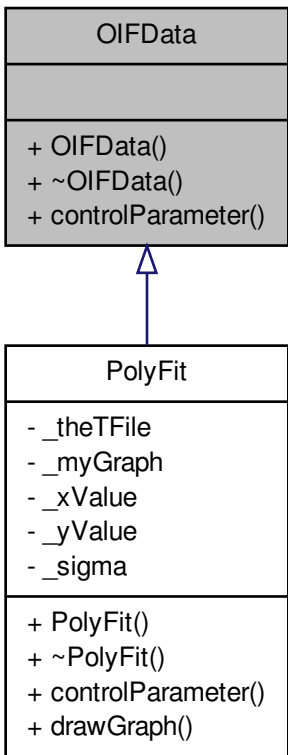 OIFData
+ OIFData()
+ ~OIFData()
+ controlParameter()
PolyFit
- _theTFile
- _myGraph
- _xValue
- _yValue
- _sigma
+ PolyFit()
+ ~PolyFit()
+ controlParameter()
+ drawGraph()